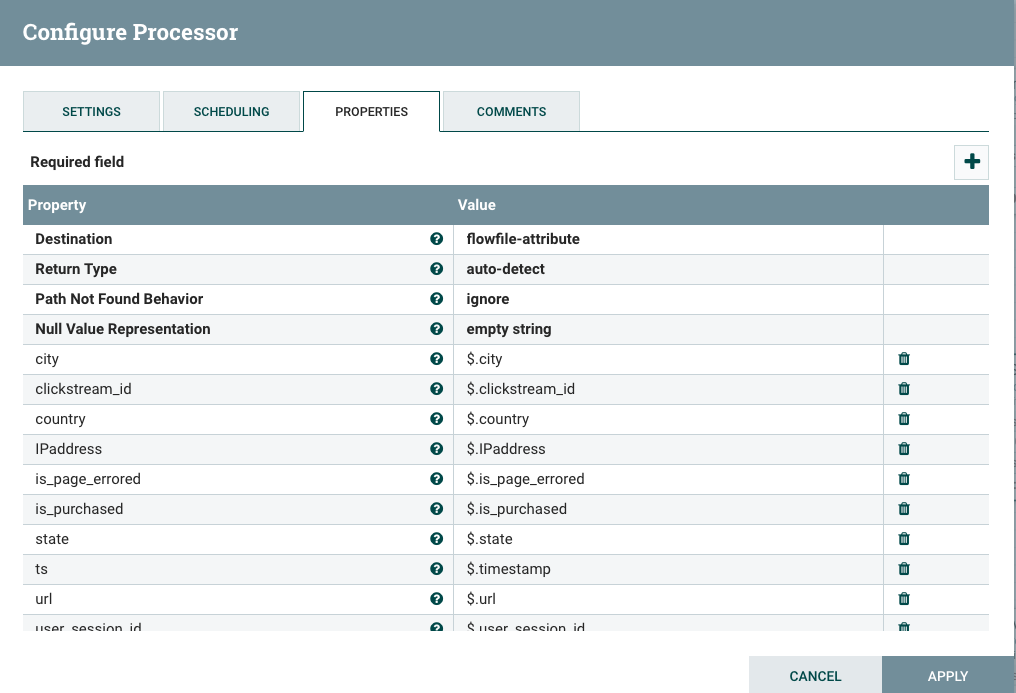 Configure Processor
SETTINGS SCHEDULING PROPERTIES COMMENTS
Required field
Property Value
Destination flowfile-attribute
Return Type auto-detect
Path Not Found Behavior ignore
Null Value Representation empty string
city $.city
clickstream_id $.clickstream_id
country $.country
IPaddress $.IPaddress
is_page_errored $.is_page_errored
is_purchased $.is_purchased
state $.state
ts $.timestamp
url $.url
user_session_id $.user_session_id
CANCEL APPLY